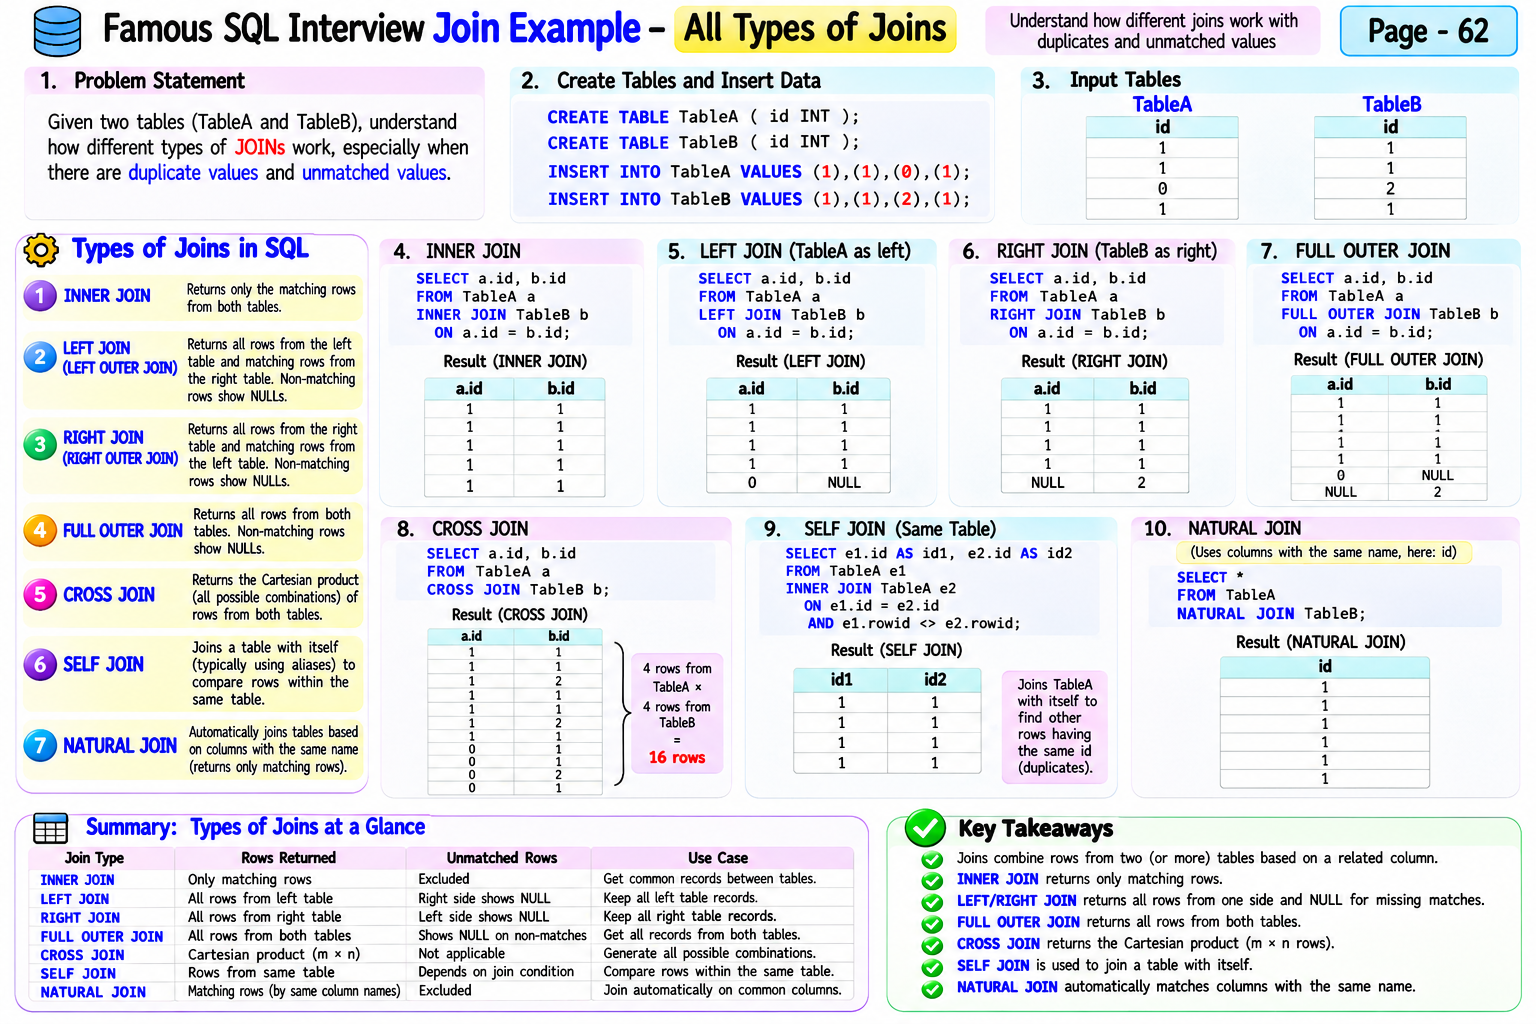 Famous SQL Interview Join Example – All Types of Joins
Understand how different joins work with
duplicates and unmatched values
Page - 62
1. Problem Statement
Given two tables (TableA and TableB), understand
how different types of JOINs work, especially when
there are duplicate values and unmatched values.
2. Create Tables and Insert Data
CREATE TABLE TableA ( id INT );
CREATE TABLE TableB ( id INT );
INSERT INTO TableA VALUES (1),(1),(0),(1);
INSERT INTO TableB VALUES (1),(1),(2),(1);
3. Input Tables
TableA
id
1
1
0
1
TableB
id
1
1
2
1
Types of Joins in SQL
1 INNER JOIN
Returns only the matching rows
from both tables.
2 LEFT JOIN
(LEFT OUTER JOIN)
Returns all rows from the left
table and matching rows from
the right table. Non-matching
rows show NULLs.
3 RIGHT JOIN
(RIGHT OUTER JOIN)
Returns all rows from the right
table and matching rows from
the left table. Non-matching
rows show NULLs.
4 FULL OUTER JOIN
Returns all rows from both
tables. Non-matching rows
show NULLs.
5 CROSS JOIN
Returns the Cartesian product
(all possible combinations) of
rows from both tables.
6 SELF JOIN
Joins a table with itself
(typically using aliases) to
compare rows within the
same table.
7 NATURAL JOIN
Automatically joins tables based
on columns with the same name
(returns only matching rows).
4. INNER JOIN
SELECT a.id, b.id
FROM TableA a
INNER JOIN TableB b
ON a.id = b.id;
Result (INNER JOIN)
a.id b.id
1 1
1 1
1 1
1 1
1 1
5. LEFT JOIN (TableA as left)
SELECT a.id, b.id
FROM TableA a
LEFT JOIN TableB b
ON a.id = b.id;
Result (LEFT JOIN)
a.id b.id
1 1
1 1
1 1
1 1
0 NULL
6. RIGHT JOIN (TableB as right)
SELECT a.id, b.id
FROM TableA a
RIGHT JOIN TableB b
ON a.id = b.id;
Result (RIGHT JOIN)
a.id b.id
1 1
1 1
1 1
1 1
NULL 2
7. FULL OUTER JOIN
SELECT a.id, b.id
FROM TableA a
FULL OUTER JOIN TableB b
ON a.id = b.id;
Result (FULL OUTER JOIN)
a.id b.id
1 1
1 1
1 1
1 1
0 NULL
NULL 2
8. CROSS JOIN
SELECT a.id, b.id
FROM TableA a
CROSS JOIN TableB b;
Result (CROSS JOIN)
a.id b.id
1 1
1 1
1 2
1 1
1 1
1 2
1 1
0 1
0 1
0 2
0 1
4 rows from
TableA ×
4 rows from
TableB
=
16 rows
9. SELF JOIN (Same Table)
SELECT e1.id AS id1, e2.id AS id2
FROM TableA e1
INNER JOIN TableA e2
ON e1.id = e2.id
AND e1.rowid <> e2.rowid;
Result (SELF JOIN)
id1 id2
1 1
1 1
1 1
1 1
Joins TableA
with itself to
find other
rows having
the same id
(duplicates).
10. NATURAL JOIN
(Uses columns with the same name, here: id)
SELECT *
FROM TableA
NATURAL JOIN TableB;
Result (NATURAL JOIN)
id
1
1
1
1
1
1
Summary: Types of Joins at a Glance
Join Type Rows Returned Unmatched Rows Use Case
INNER JOIN Only matching rows Excluded Get common records between tables.
LEFT JOIN All rows from left table Right side shows NULL Keep all left table records.
RIGHT JOIN All rows from right table Left side shows NULL Keep all right table records.
FULL OUTER JOIN All rows from both tables Shows NULL on non-matches Get all records from both tables.
CROSS JOIN Cartesian product (m × n) Not applicable Generate all possible combinations.
SELF JOIN Rows from same table Depends on join condition Compare rows within the same table.
NATURAL JOIN Matching rows (by same column names) Excluded Join automatically on common columns.
Key Takeaways
Joins combine rows from two (or more) tables based on a related column.
INNER JOIN returns only matching rows.
LEFT/RIGHT JOIN returns all rows from one side and NULL for missing matches.
FULL OUTER JOIN returns all rows from both tables.
CROSS JOIN returns the Cartesian product (m × n rows).
SELF JOIN is used to join a table with itself.
NATURAL JOIN automatically matches columns with the same name.